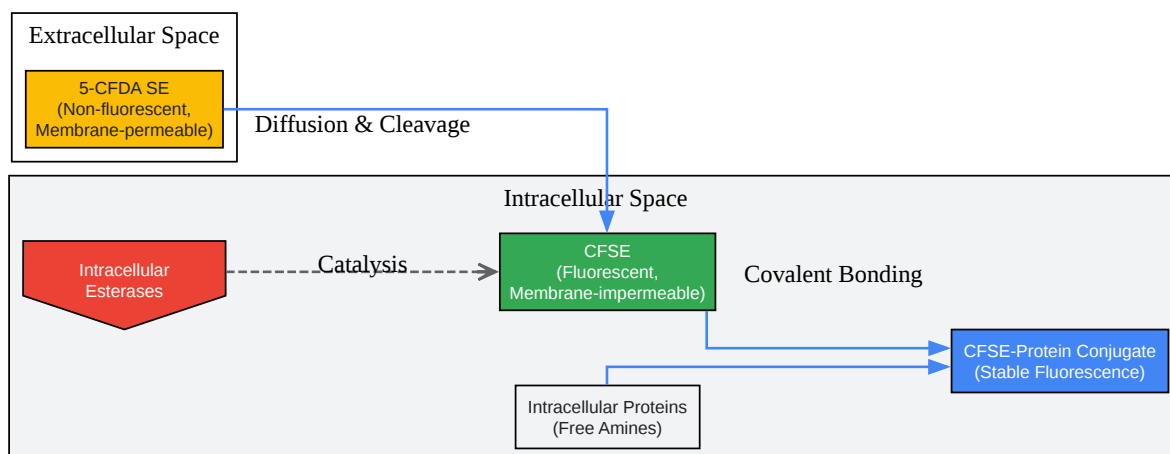 Extracellular Space
5-CFDA SE
(Non-fluorescent,
Membrane-permeable)
Diffusion & Cleavage
Intracellular Space
Intracellular
Esterases
Catalysis
CFSE
(Fluorescent,
Membrane-impermeable)
Covalent Bonding
CFSE-Protein Conjugate
(Stable Fluorescence)
Intracellular Proteins
(Free Amines)